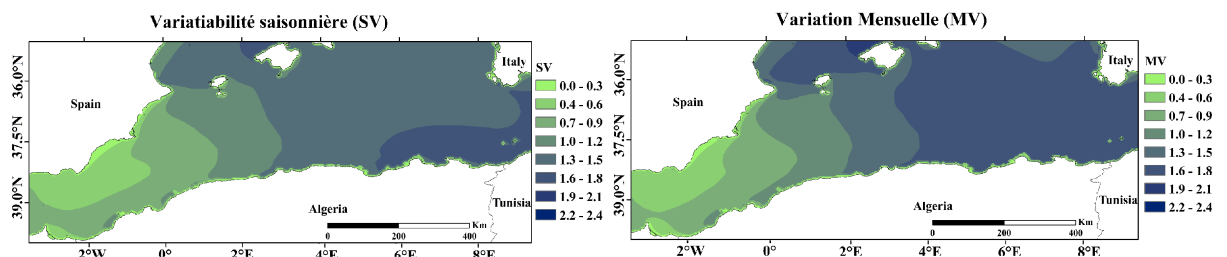 Variatiabilité saisonnière (SV)
36.0°N
37.5°N
39.0°N
Spain
Italy
Algeria
Tunisia
0 200 400
Km
2°W 0° 2°E 4°E 6°E 8°E
SV
0.0 - 0.3
0.4 - 0.6
0.7 - 0.9
1.0 - 1.2
1.3 - 1.5
1.6 - 1.8
1.9 - 2.1
2.2 - 2.4
Variation Mensuelle (MV)
36.0°N
37.5°N
39.0°N
Spain
Italy
Algeria
Tunisia
0 200 400
Km
2°W 0° 2°E 4°E 6°E 8°E
MV
0.0 - 0.3
0.4 - 0.6
0.7 - 0.9
1.0 - 1.2
1.3 - 1.5
1.6 - 1.8
1.9 - 2.1
2.2 - 2.4